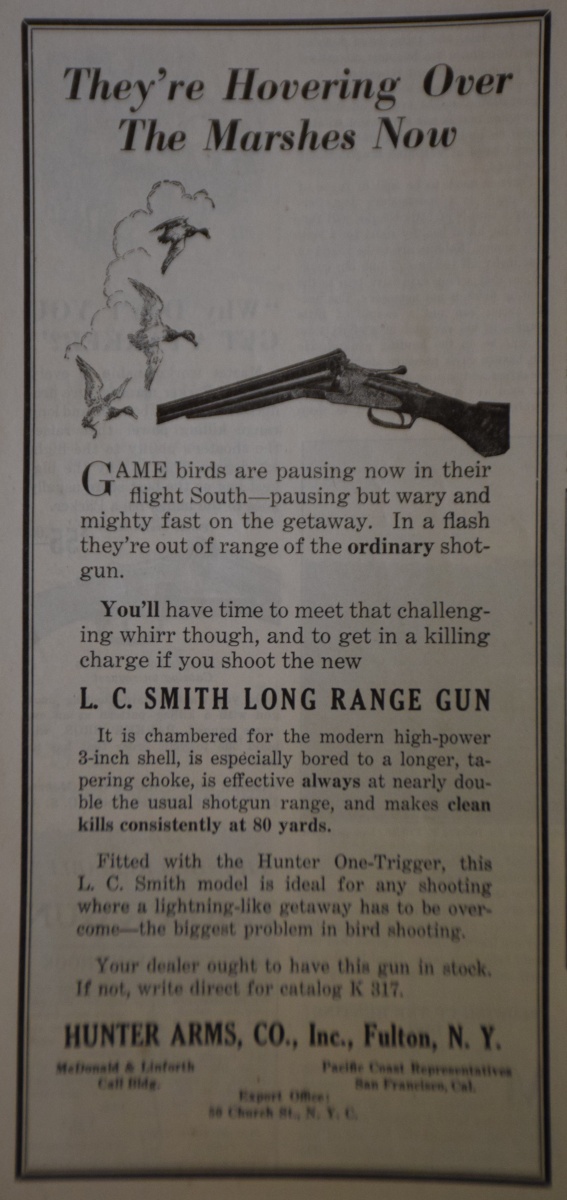 They're Hovering Over
The Marshes Now
GAME birds are pausing now in their
flight South—pausing but wary and
mighty fast on the getaway. In a flash
they're out of range of the ordinary shot-
gun.
You'll have time to meet that challeng-
ing whirr though, and to get in a killing
charge if you shoot the new
L. C. SMITH LONG RANGE GUN
It is chambered for the modern high-power
3-inch shell, is especially bored to a longer, ta-
pering choke, is effective always at nearly dou-
ble the usual shotgun range, and makes clean
kills consistently at 80 yards.
Fitted with the Hunter One-Trigger, this
L. C. Smith model is ideal for any shooting
where a lightning-like getaway has to be over-
come—the biggest problem in bird shooting.
Your dealer ought to have this gun in stock.
If not, write direct for catalog K 317.
HUNTER ARMS, CO., Inc., Fulton, N. Y.
McDonald & Linforth
Call Bldg.
Pacific Coast Representatives
San Francisco, Cal.
Export Office:
Church St., N. Y. C.